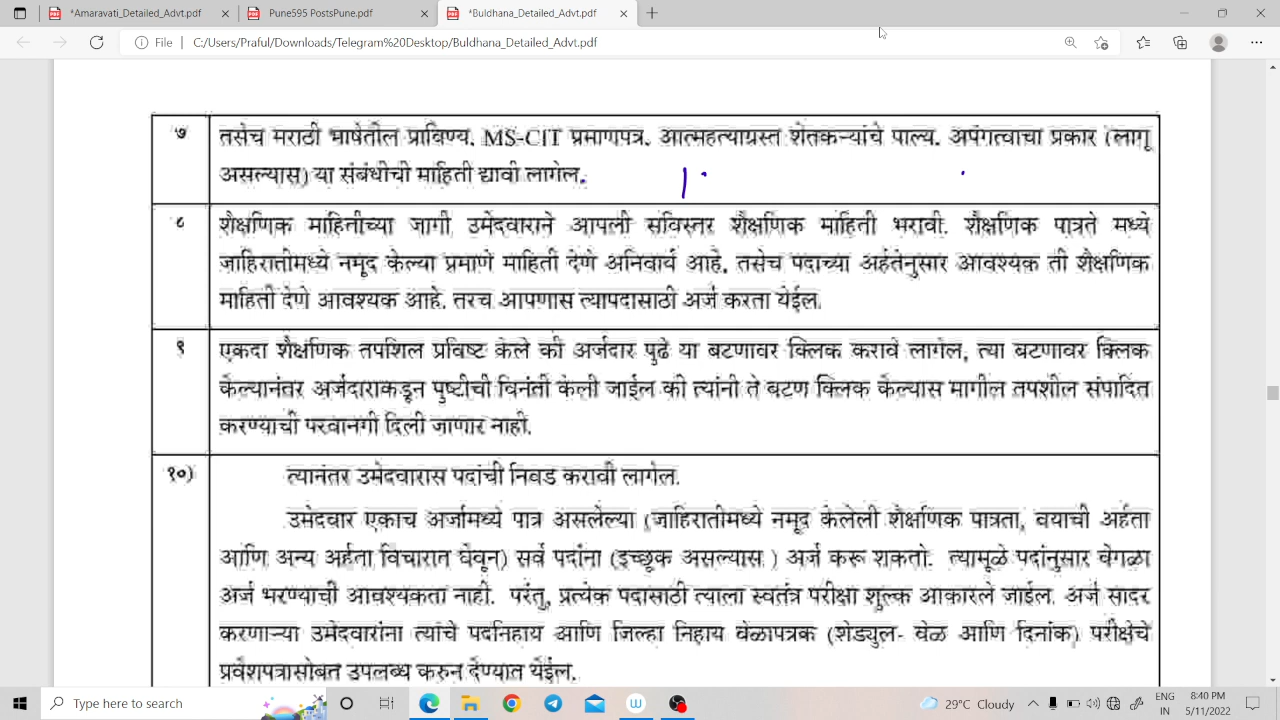 *Amaravati_Detailed_Advt.pdf
Pune595 PostsPune.pdf
*Buldhana_Detailed_Advt.pdf
File
C:/Users/Praful/Downloads/Telegram%20Desktop/Buldhana_Detailed_Advt.pdf
७
तसेच मराठी भाषेतील प्राविण्य, MS-CIT प्रमाणपत्र, आत्महत्याग्रस्त शेतकऱ्यांचे पाल्य, अपंगत्वाचा प्रकार (लागू
असल्यास) या संबंधीची माहिती द्यावी लागेल.
८
शैक्षणिक माहितीच्या जागी उमेदवाराने आपली सविस्तर शैक्षणिक माहिती भरावी. शैक्षणिक पात्रते मध्ये
जाहिरातीमध्ये नमूद केल्या प्रमाणे माहिती देणे अनिवार्य आहे. तसेच पदाच्या अर्हतेनुसार आवश्यक ती शैक्षणिक
माहिती देणे आवश्यक आहे. तरच आपणास त्यापदासाठी अर्ज करता येईल.
९
एकदा शैक्षणिक तपशिल प्रविष्ट केले की अर्जदार पुढे या बटणावर क्लिक करावे लागेल, त्या बटणावर क्लिक
केल्यानंतर अर्जदाराकडून पुष्टीची विनंती केली जाईल की त्यांनी ते बटण क्लिक केल्यास मागील तपशील संपादित
करण्याची परवानगी दिली जाणार नाही.
१०)
त्यानंतर उमेदवारास पदांची निवड करावी लागेल.
उमेदवार एकाच अर्जामध्ये पात्र असलेल्या (जाहिरातीमध्ये नमूद केलेली शैक्षणिक पात्रता, वयाची अर्हता
आणि अन्य अर्हता विचारात घेवून) सर्व पदांना (इच्छूक असल्यास ) अर्ज करू शकतो. त्यामूळे पदांनुसार वेगळा
अर्ज भरण्याची आवश्यकता नाही. परंतु, प्रत्येक पदासाठी त्याला स्वतंत्र परीक्षा शुल्क आकारले जाईल. अर्ज सादर
करणाऱ्या उमेदवारांना त्यांचे पदनिहाय आणि जिल्हा निहाय वेळापत्रक (शेड्युल- वेळ आणि दिनांक) परीक्षेचे
प्रवेशपत्रासोबत उपलब्ध करुन देण्यात येईल.
Type here to search
29°C Cloudy
ENG
IN
8:40 PM
5/11/2022